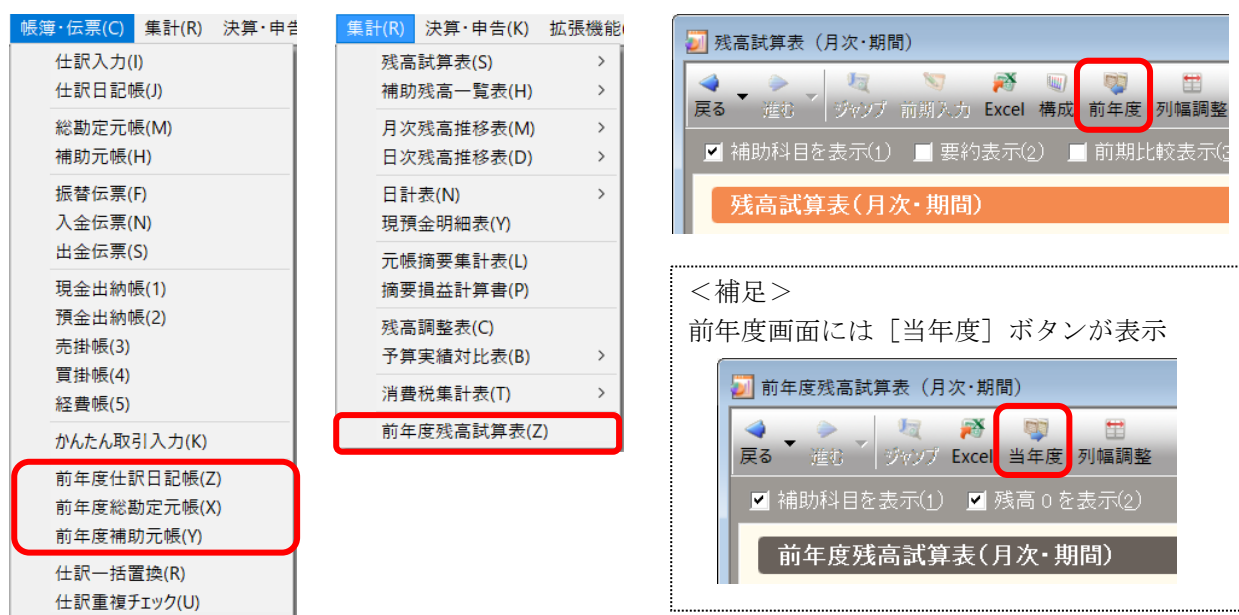 帳簿・伝票(C) 集計(R) 決算・申告
仕訳入力(I)
仕訳日記帳(J)
総勘定元帳(M)
補助元帳(H)
振替伝票(F)
入金伝票(N)
出金伝票(S)
現金出納帳(1)
預金出納帳(2)
売掛帳(3)
買掛帳(4)
経費帳(5)
かんたん取引入力(K)
前年度仕訳日記帳(Z)
前年度総勘定元帳(X)
前年度補助元帳(Y)
仕訳一括置換(R)
仕訳重複チェック(U)
集計(R) 決算・申告(K) 拡張機能(
残高試算表(S) >
補助残高一覧表(H) >
月次残高推移表(M) >
日次残高推移表(D) >
日計表(N) >
現預金明細表(Y)
元帳摘要集計表(L)
摘要損益計算書(P)
残高調整表(C)
予算実績対比表(B) >
消費税集計表(T) >
前年度残高試算表(Z)
残高試算表（月次・期間）
戻る 進む ジャンプ 前期入力 Excel 構成 前年度 列幅調整
補助科目を表示(1) 要約表示(2) 前期比較表示(3
残高試算表(月次・期間)
＜補足＞
前年度画面には［当年度］ボタンが表示
前年度残高試算表（月次・期間）
戻る 進む ジャンプ Excel 当年度 列幅調整
補助科目を表示(1) 残高０を表示(2)
前年度残高試算表(月次・期間)